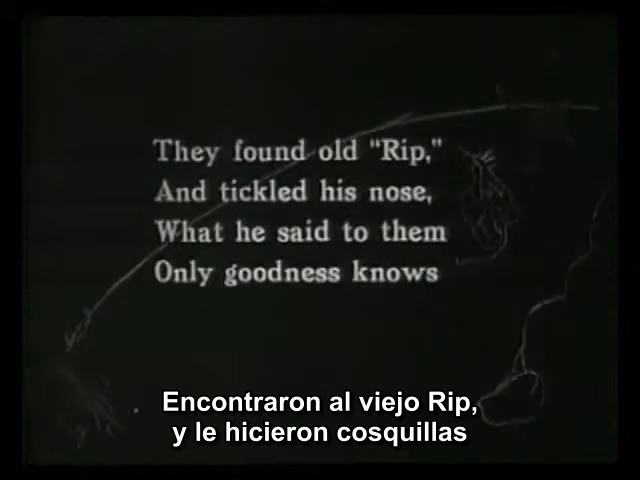 They found old "Rip,"
And tickled his nose,
What he said to them
Only goodness knows
Encontraron al viejo Rip,
y le hicieron cosquillas